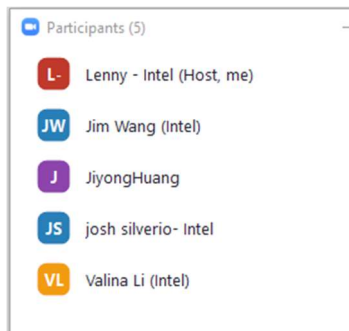 Participants (5)
L- Lenny - Intel (Host, me)
JW Jim Wang (Intel)
J JiyongHuang
JS josh silverio- Intel
VL Valina Li (Intel)